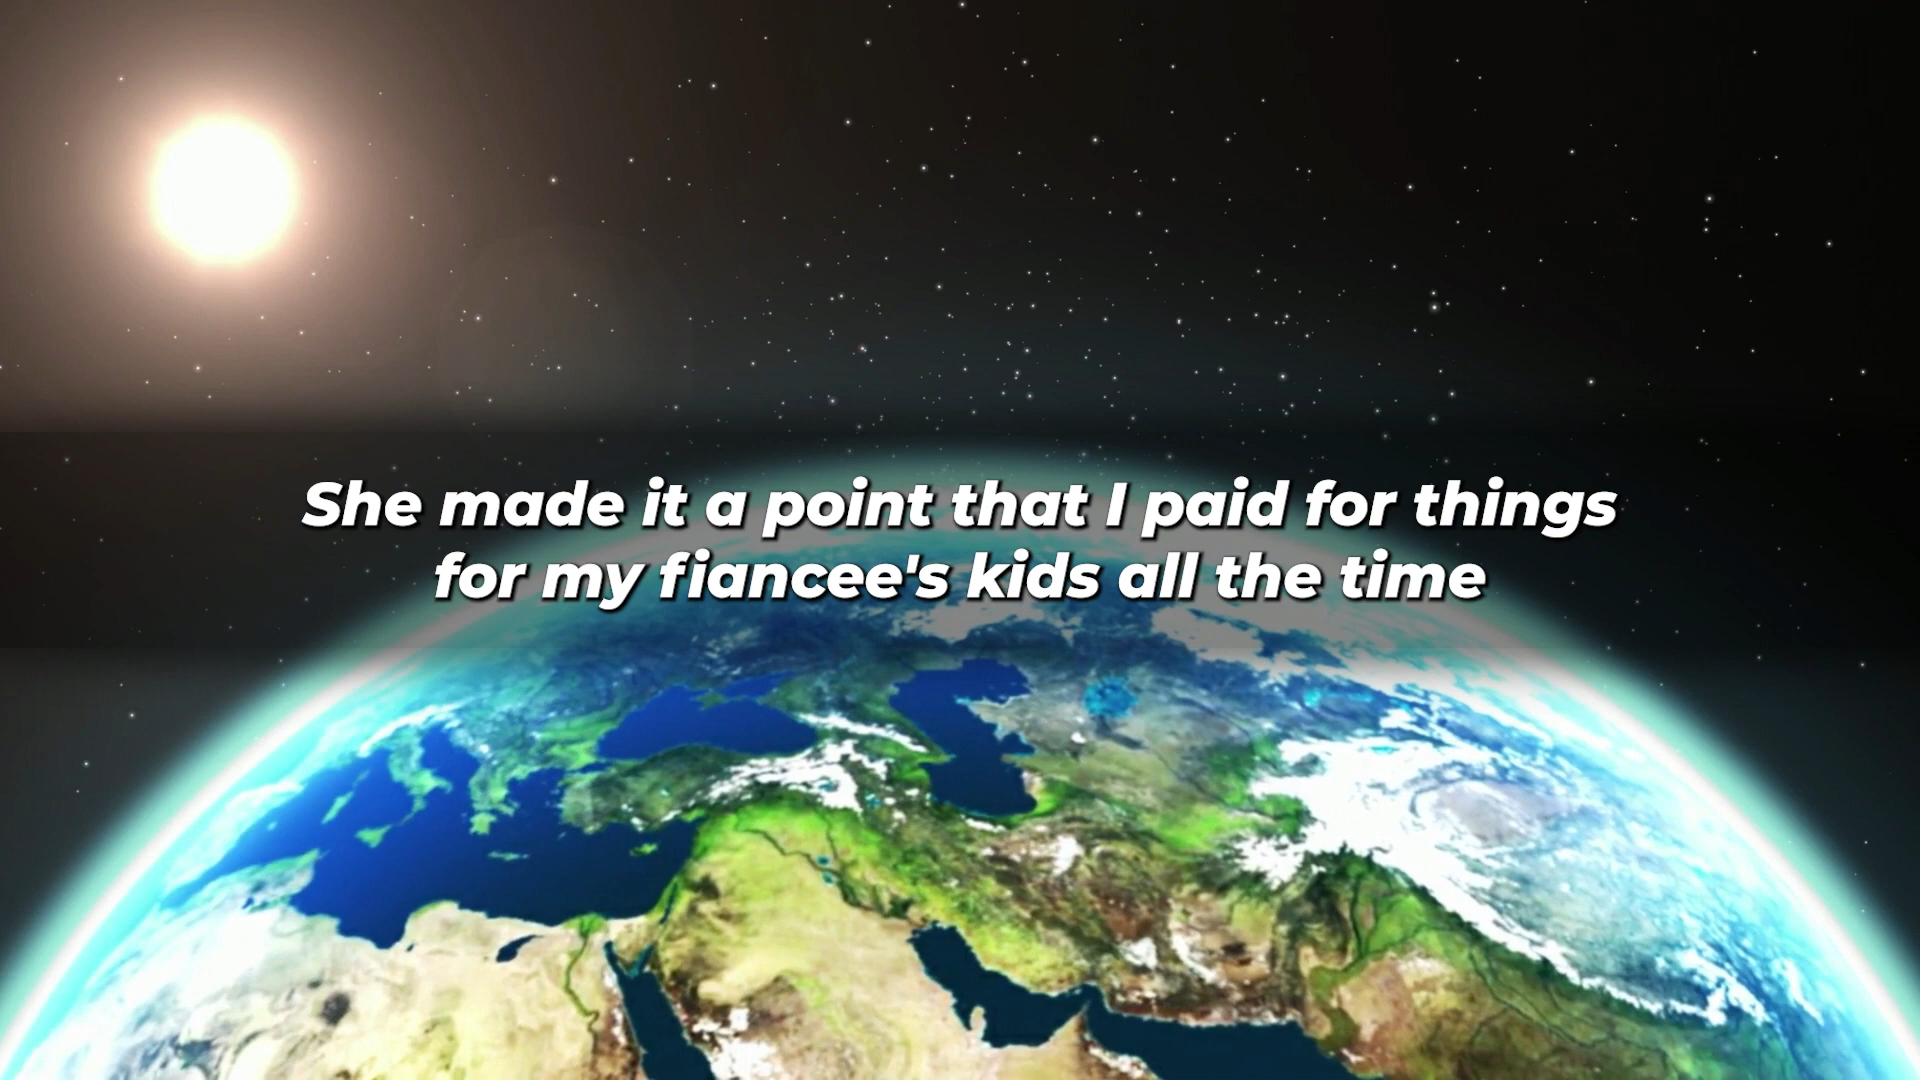 She made it a point that I paid for things
for my fiancee's kids all the time